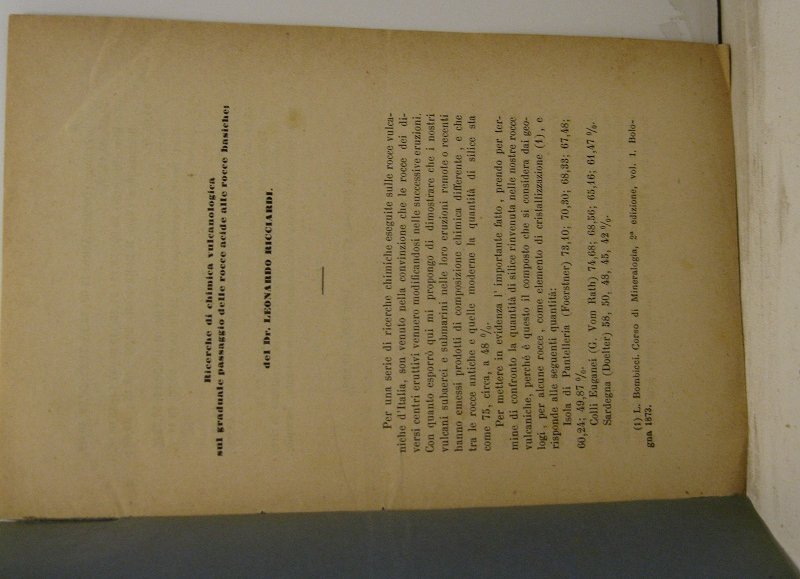 Ricerche di chimica vulcanologica
sul graduale passaggio delle rocce acide alle rocce basiche;
del Dr. LEONARDO RICCIARDI.
Per una serie di ricerche chimiche eseguite sulle rocce vulca-
niche d'Italia, son venuto nella convinzione che le rocce dei di-
versi centri eruttivi vennero modificandosi nelle successive eruzioni.
Con quanto esporrò qui mi propongo di dimostrare che i nostri
vulcani subaerei e submarini nelle loro eruzioni remote o recenti
hanno emessi prodotti di composizione chimica differente, e che
tra le rocce antiche e quelle moderne la quantità di silice sta
come 75, circa, a 48 %.
Per mettere in evidenza l'importante fatto, prendo per ter-
mine di confronto la quantità di silice rinvenuta nelle nostre rocce
vulcaniche, perché é questo il composto che si considera dai geo-
logi, per alcune rocce, come elemento di cristallizzazione (1), e
risponde alle seguenti quantità:
Isola di Pantelleria (Foerstner) 73,10; 70,30; 68,33; 67,48;
60,24; 49,87 %.
Colli Euganei (G. Vom Rath) 74,68; 68,56; 65,16; 61,47 %.
Sardegna (Doelter) 58, 50, 48, 45, 42 %.
(1) L. Bombicci. Corso di Mineralogia, 2ª edizione, vol. 1. Bolo-
gna 1873.